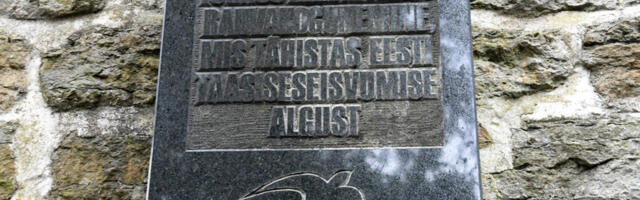 RAHVAKOGUNEMINE
MIS TÄHISTAS EESTI
TAASISESEISVUMISE
ALGUST